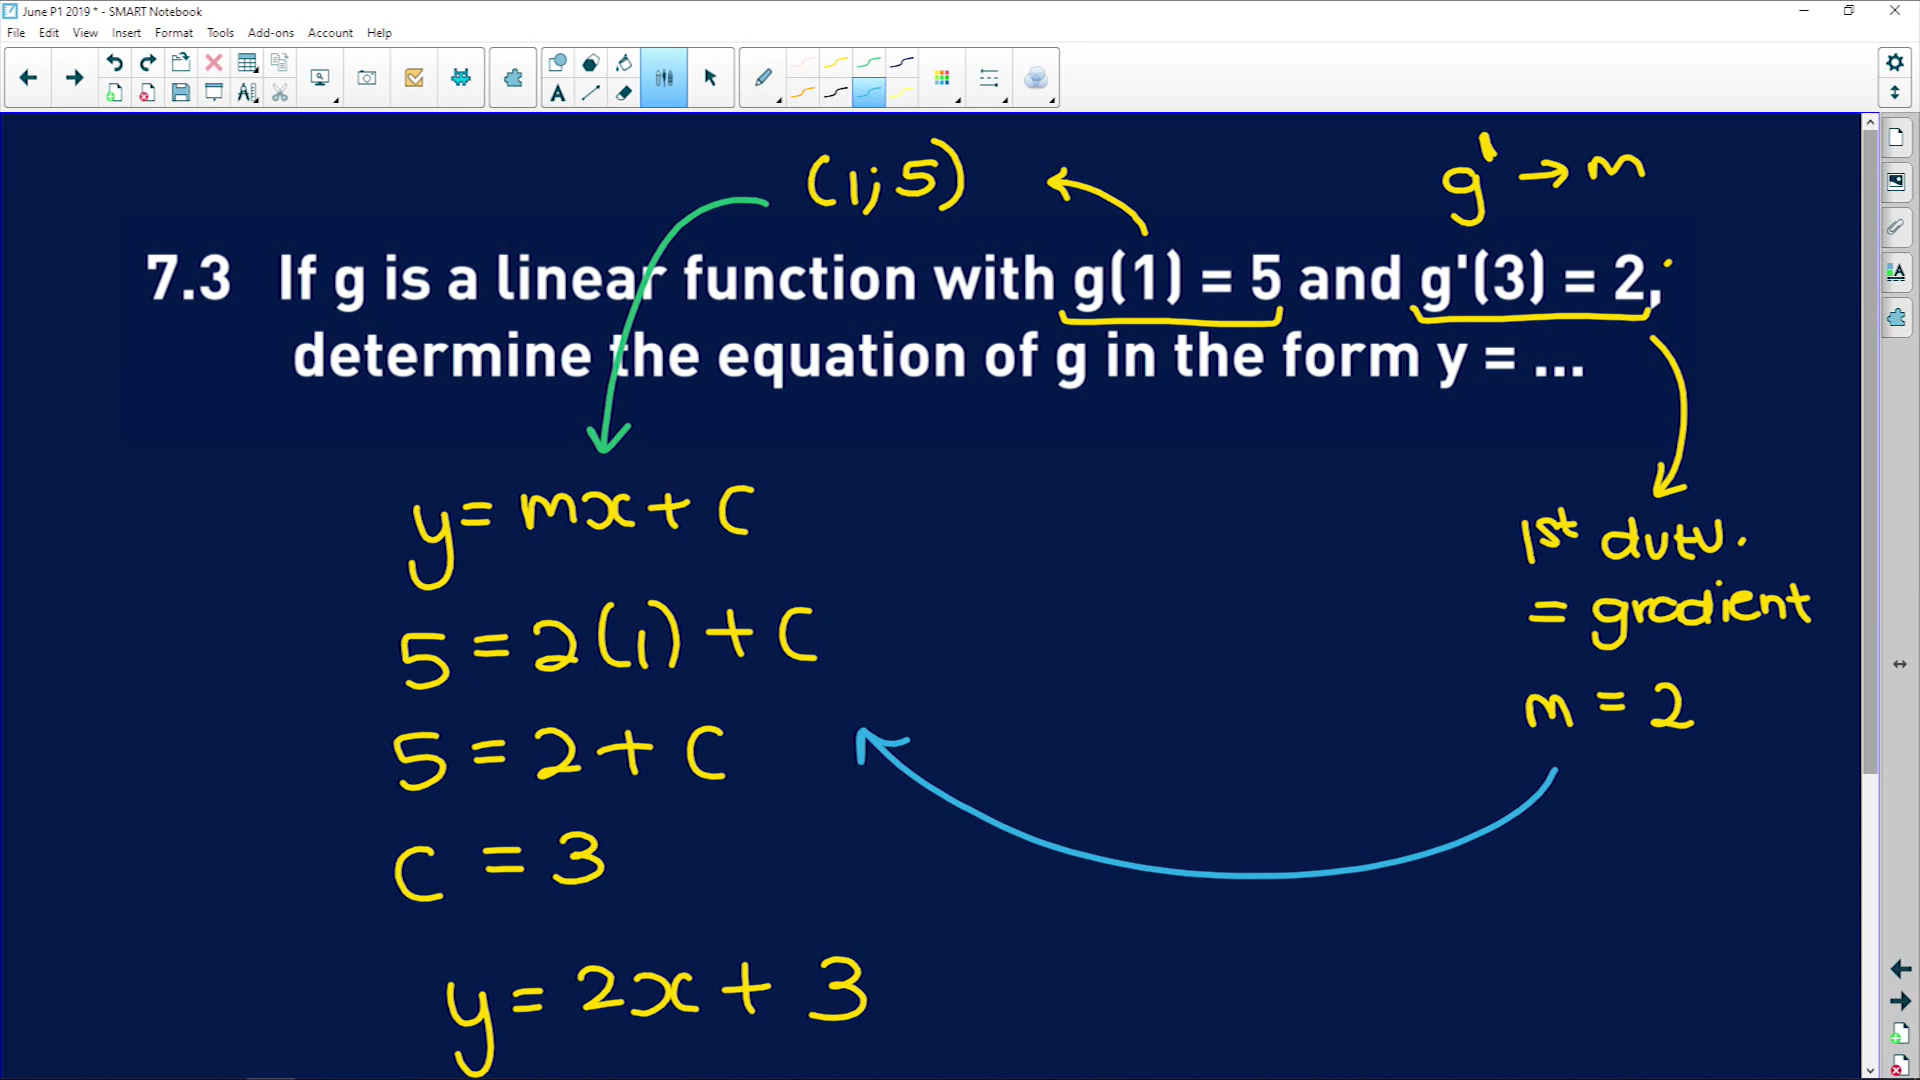 June P1 2019 * - SMART Notebook
File Edit View Insert Format Tools Add-ons Account Help
(1; 5)
g' → m
7.3 If g is a linear function with g(1) = 5 and g'(3) = 2,
determine the equation of g in the form y = ...
y = mx + c
5 = 2(1) + c
5 = 2 + c
c = 3
y = 2x + 3
1st dvtv.
= gradient
m = 2